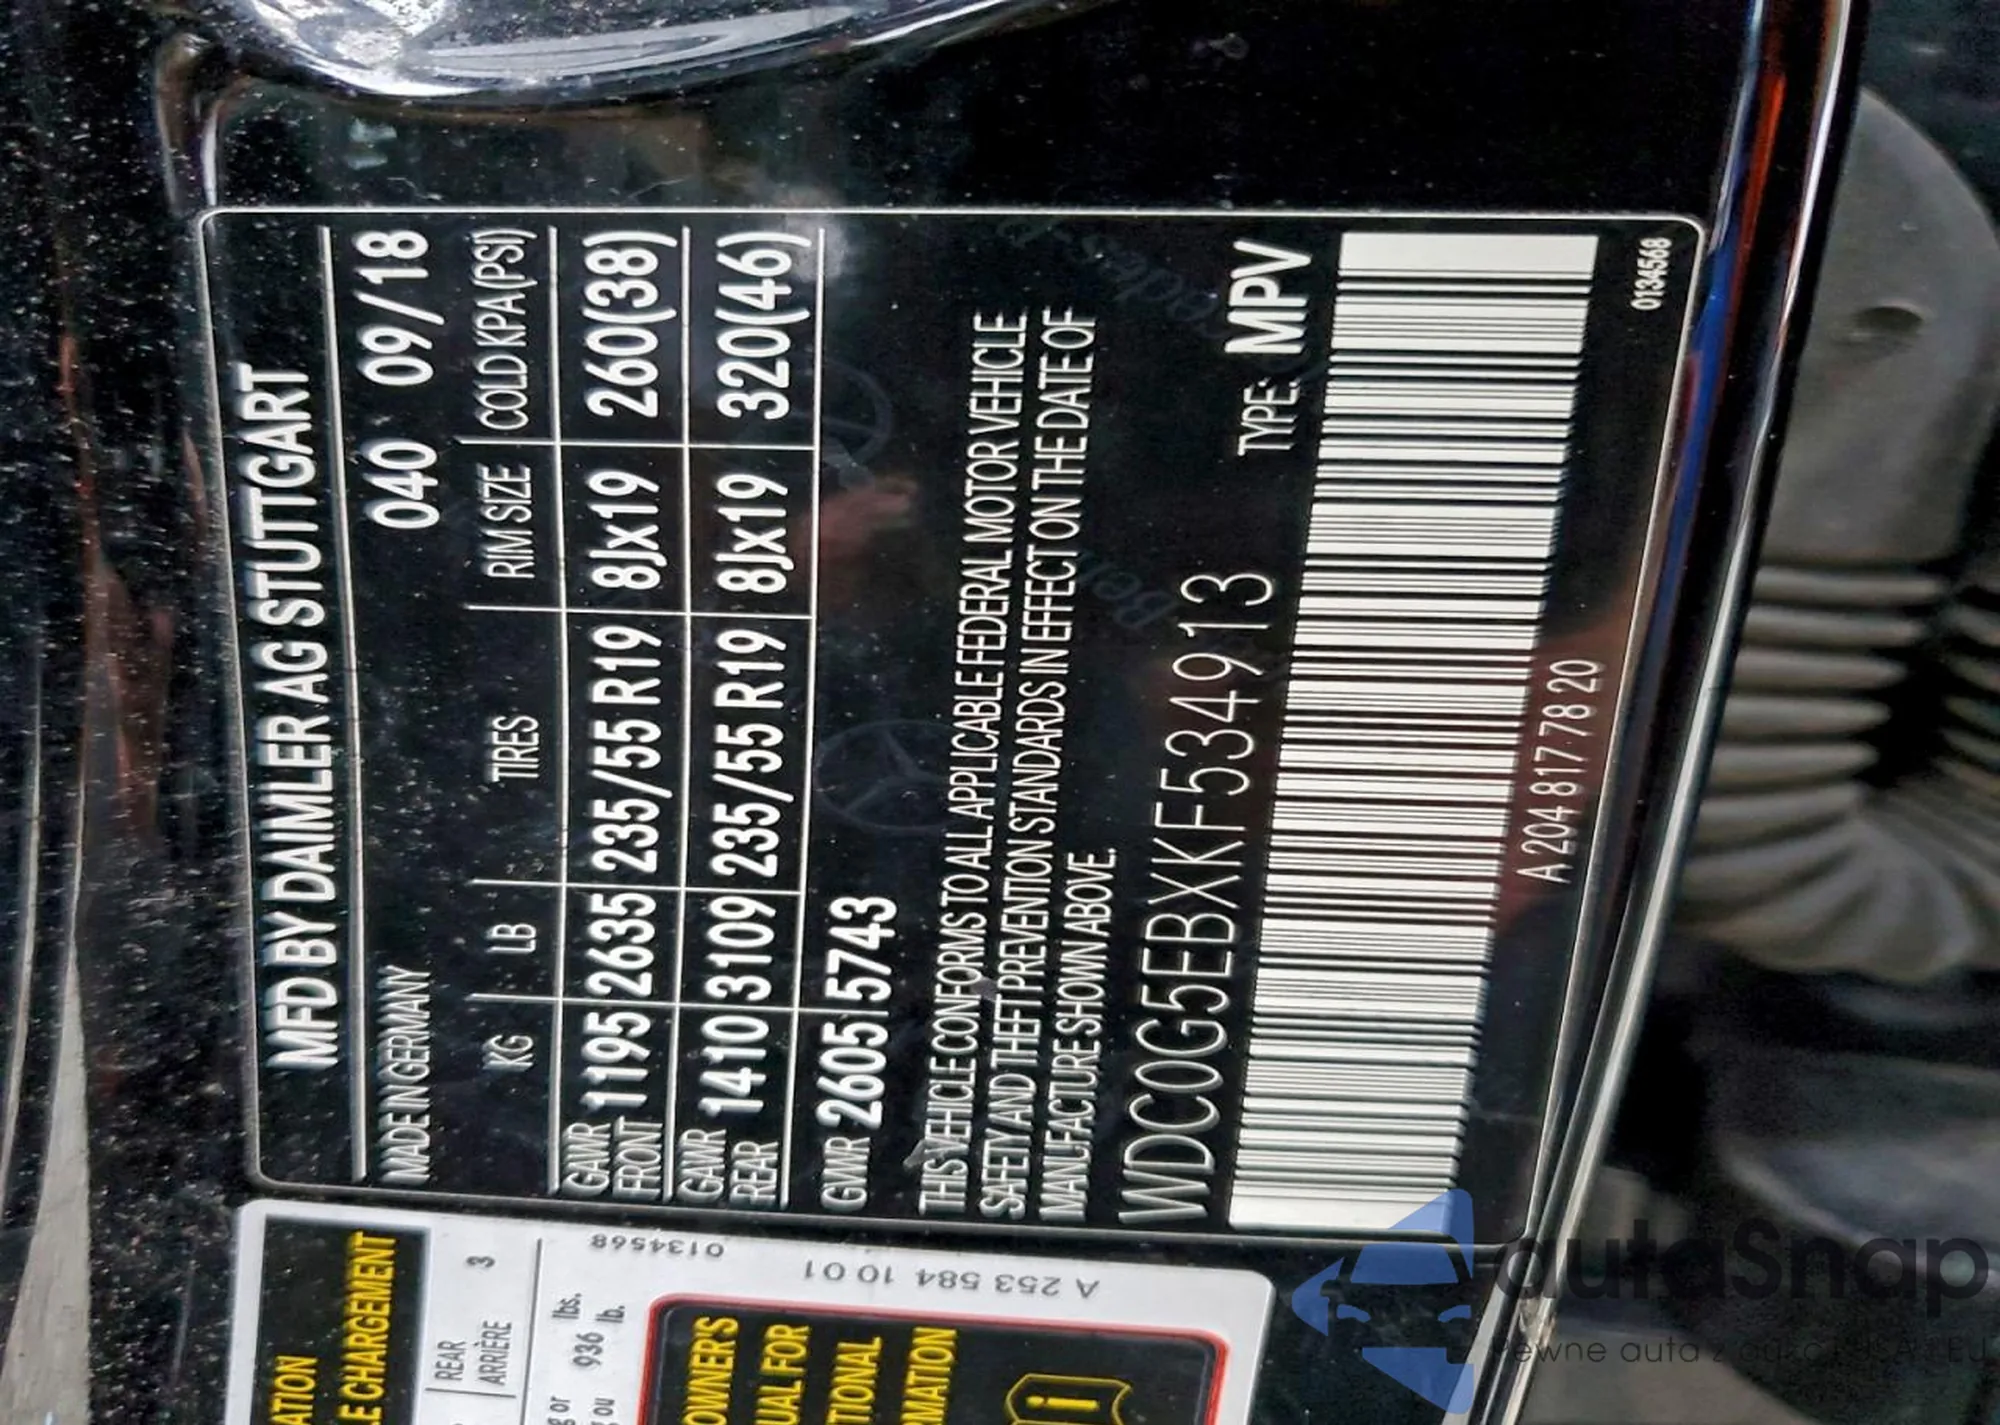 MFD BY DAIMLER AG STUTTGART
MADE IN GERMANY 040 09/18
KG LB TIRES RIM SIZE COLD KPA (PSI)
GAWR FRONT 1195 2635 235/55 R19 8Jx19 260(38)
GAWR REAR 1410 3109 235/55 R19 8Jx19 320(46)
GVWR 2605 5743
THIS VEHICLE CONFORMS TO ALL APPLICABLE FEDERAL MOTOR VEHICLE
SAFETY AND THEFT PREVENTION STANDARDS IN EFFECT ON THE DATE OF
MANUFACTURE SHOWN ABOVE.
WDC0G5EBXKF534913 TYPE: MPV
A 204 817 78 20
0134568
CHARGEMENT
REAR 3
ARRIÈRE
lbs.
936 lb.
0134568
A 253 584 10 01
OWNER'S
FOR
autaSnap